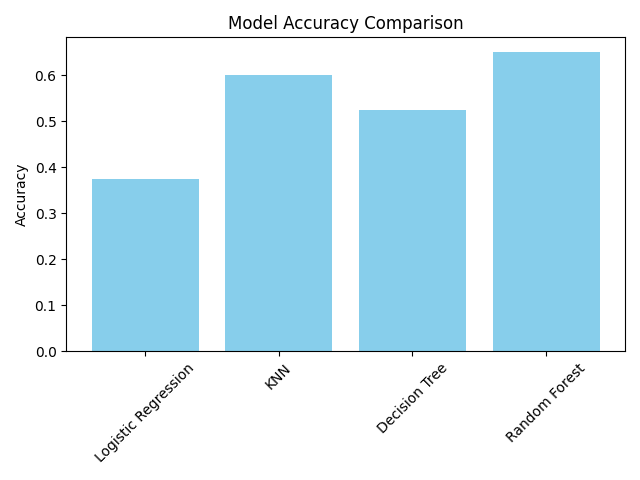 Model Accuracy Comparison
Accuracy
0.6
0.5
0.4
0.3
0.2
0.1
0.0
Logistic Regression
KNN
Decision Tree
Random Forest